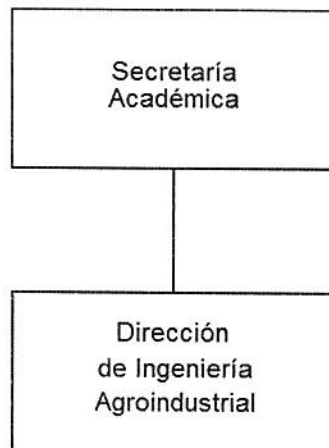 Secretaría
Académica
Dirección
de Ingeniería
Agroindustrial